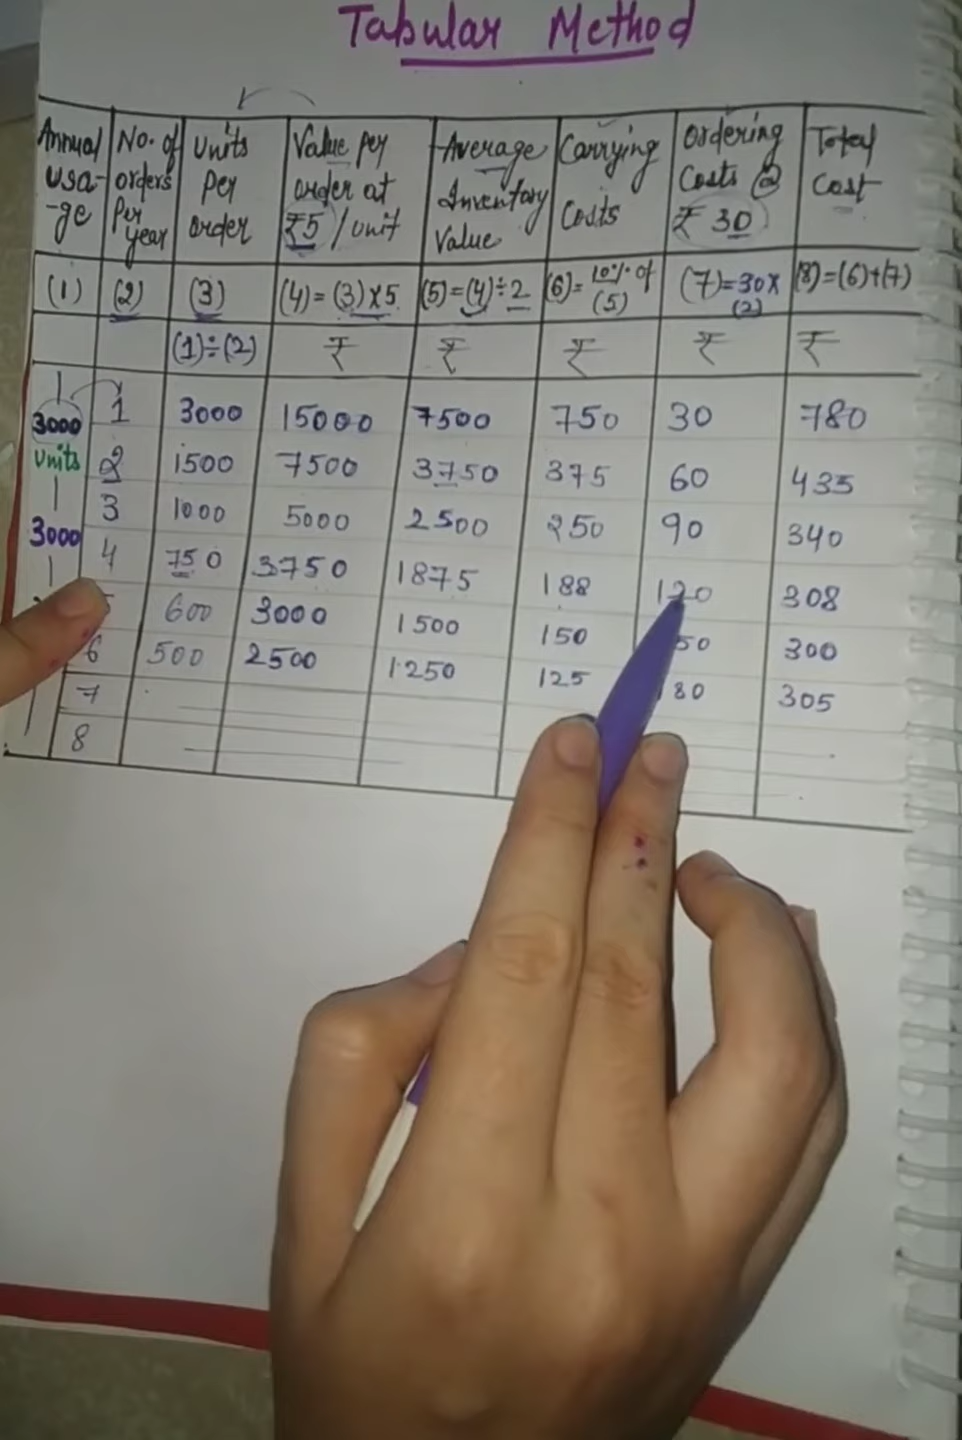 Tabular Method
Annual usa-ge | No. of orders Per year | Units Per order | Value per order at ₹5 / unit | Average Inventory Value | Carrying Costs | Ordering Costs @ ₹ 30 | Total cost
(1) | (2) | (3) | (4) = (3) x 5 | (5) = (4) ÷ 2 | (6) = 10% of (5) | (7) = 30 x (2) | (8) = (6) + (7)
(1) ÷ (2) | ₹ | ₹ | ₹ | ₹ | ₹
3000 | 1 | 3000 | 15000 | 7500 | 750 | 30 | 780
units | 2 | 1500 | 7500 | 3750 | 375 | 60 | 435
3 | 1000 | 5000 | 2500 | 250 | 90 | 340
3000 | 4 | 750 | 3750 | 1875 | 188 | 120 | 308
600 | 3000 | 1500 | 150 | 50 | 300
6 | 500 | 2500 | 1250 | 125 | 80 | 305
7
8